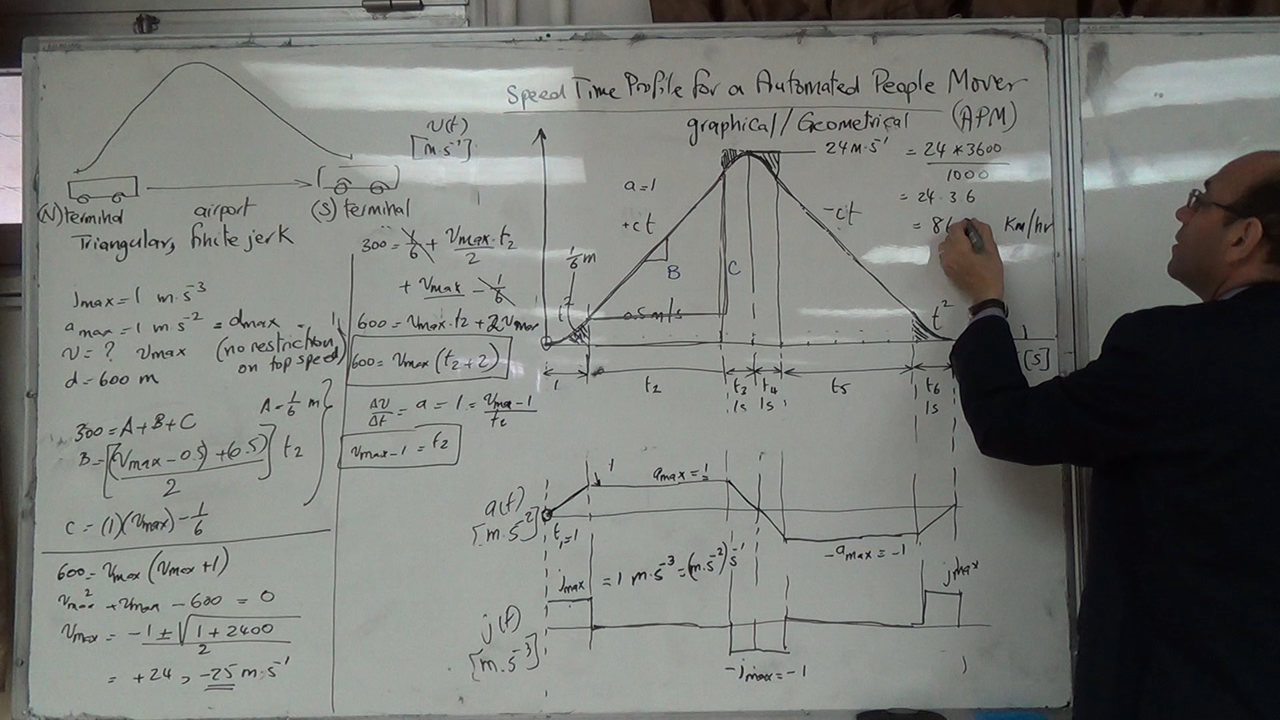 Speed Time Profile for a Automated People Mover
graphical/Geometrical (APM)
(N) terminal airport (S) terminal
Triangular, finite jerk
jmax = 1 m·s⁻³
amax = 1 m·s⁻² = dmax
v = ? vmax (no restriction on top speed)
d = 600 m
300 = A + B + C
A = 1/6 m
B = [(vmax - 0.5) + (0.5)]/2 t2
C = (1)(vmax) - 1/6
600 = vmax (vmax + 1)
vmax² + vmax - 600 = 0
vmax = -1 ± √(1 + 2400) / 2
= +24, -25 m·s⁻¹
300 = 1/6 + vmax·t2/2
+ vmax - 1/6
600 = vmax·t2 + 2vmax
600 = vmax (t2 + 2)
Δv/Δt = a = 1 = vmax-1/t2
vmax-1 = t2
v(t)
[m·s⁻¹]
24 m·s⁻¹ = 24*3600/1000
= 24·3.6
= 86 Km/hr
a = 1
+ct
-ct
1/6 m
B
C
0.5 m/s
t²
t²
[s]
1 t2 t3 t4 t5 t6
1s 1s 1s
a(t)
[m·s⁻²]
1
amax = 1
t1=1
-amax = -1
jmax = 1 m·s⁻³ = (m·s⁻²)s⁻¹
jmax
j(t)
[m·s⁻³]
-jmax = -1